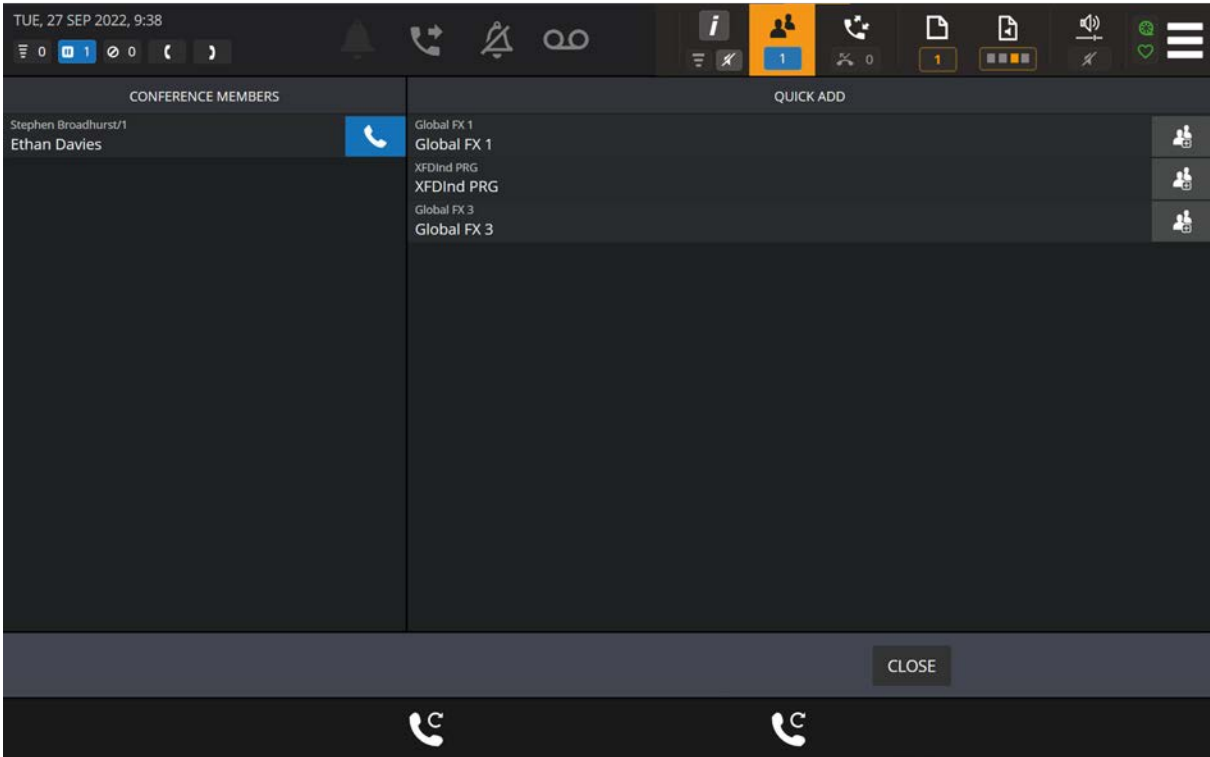 TUE, 27 SEP 2022, 9:38
0 1 0
1 0 1
CONFERENCE MEMBERS
QUICK ADD
Stephen Broadhurst/1
Ethan Davies
Global FX 1
Global FX 1
XFDInd PRG
XFDInd PRG
Global FX 3
Global FX 3
CLOSE